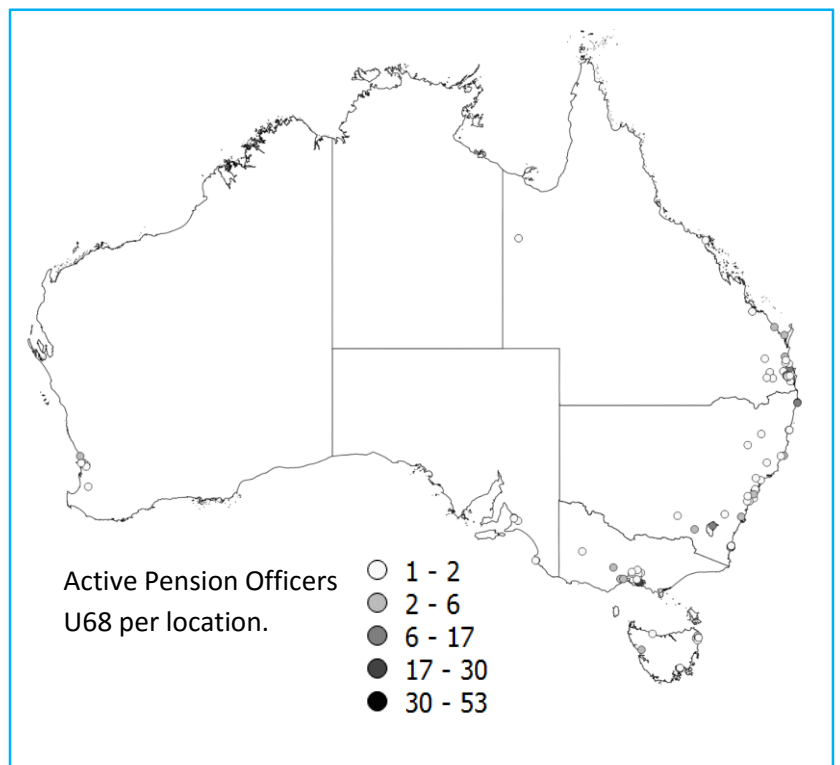 Active Pension Officers
U68 per location.
1 - 2
2 - 6
6 - 17
17 - 30
30 - 53